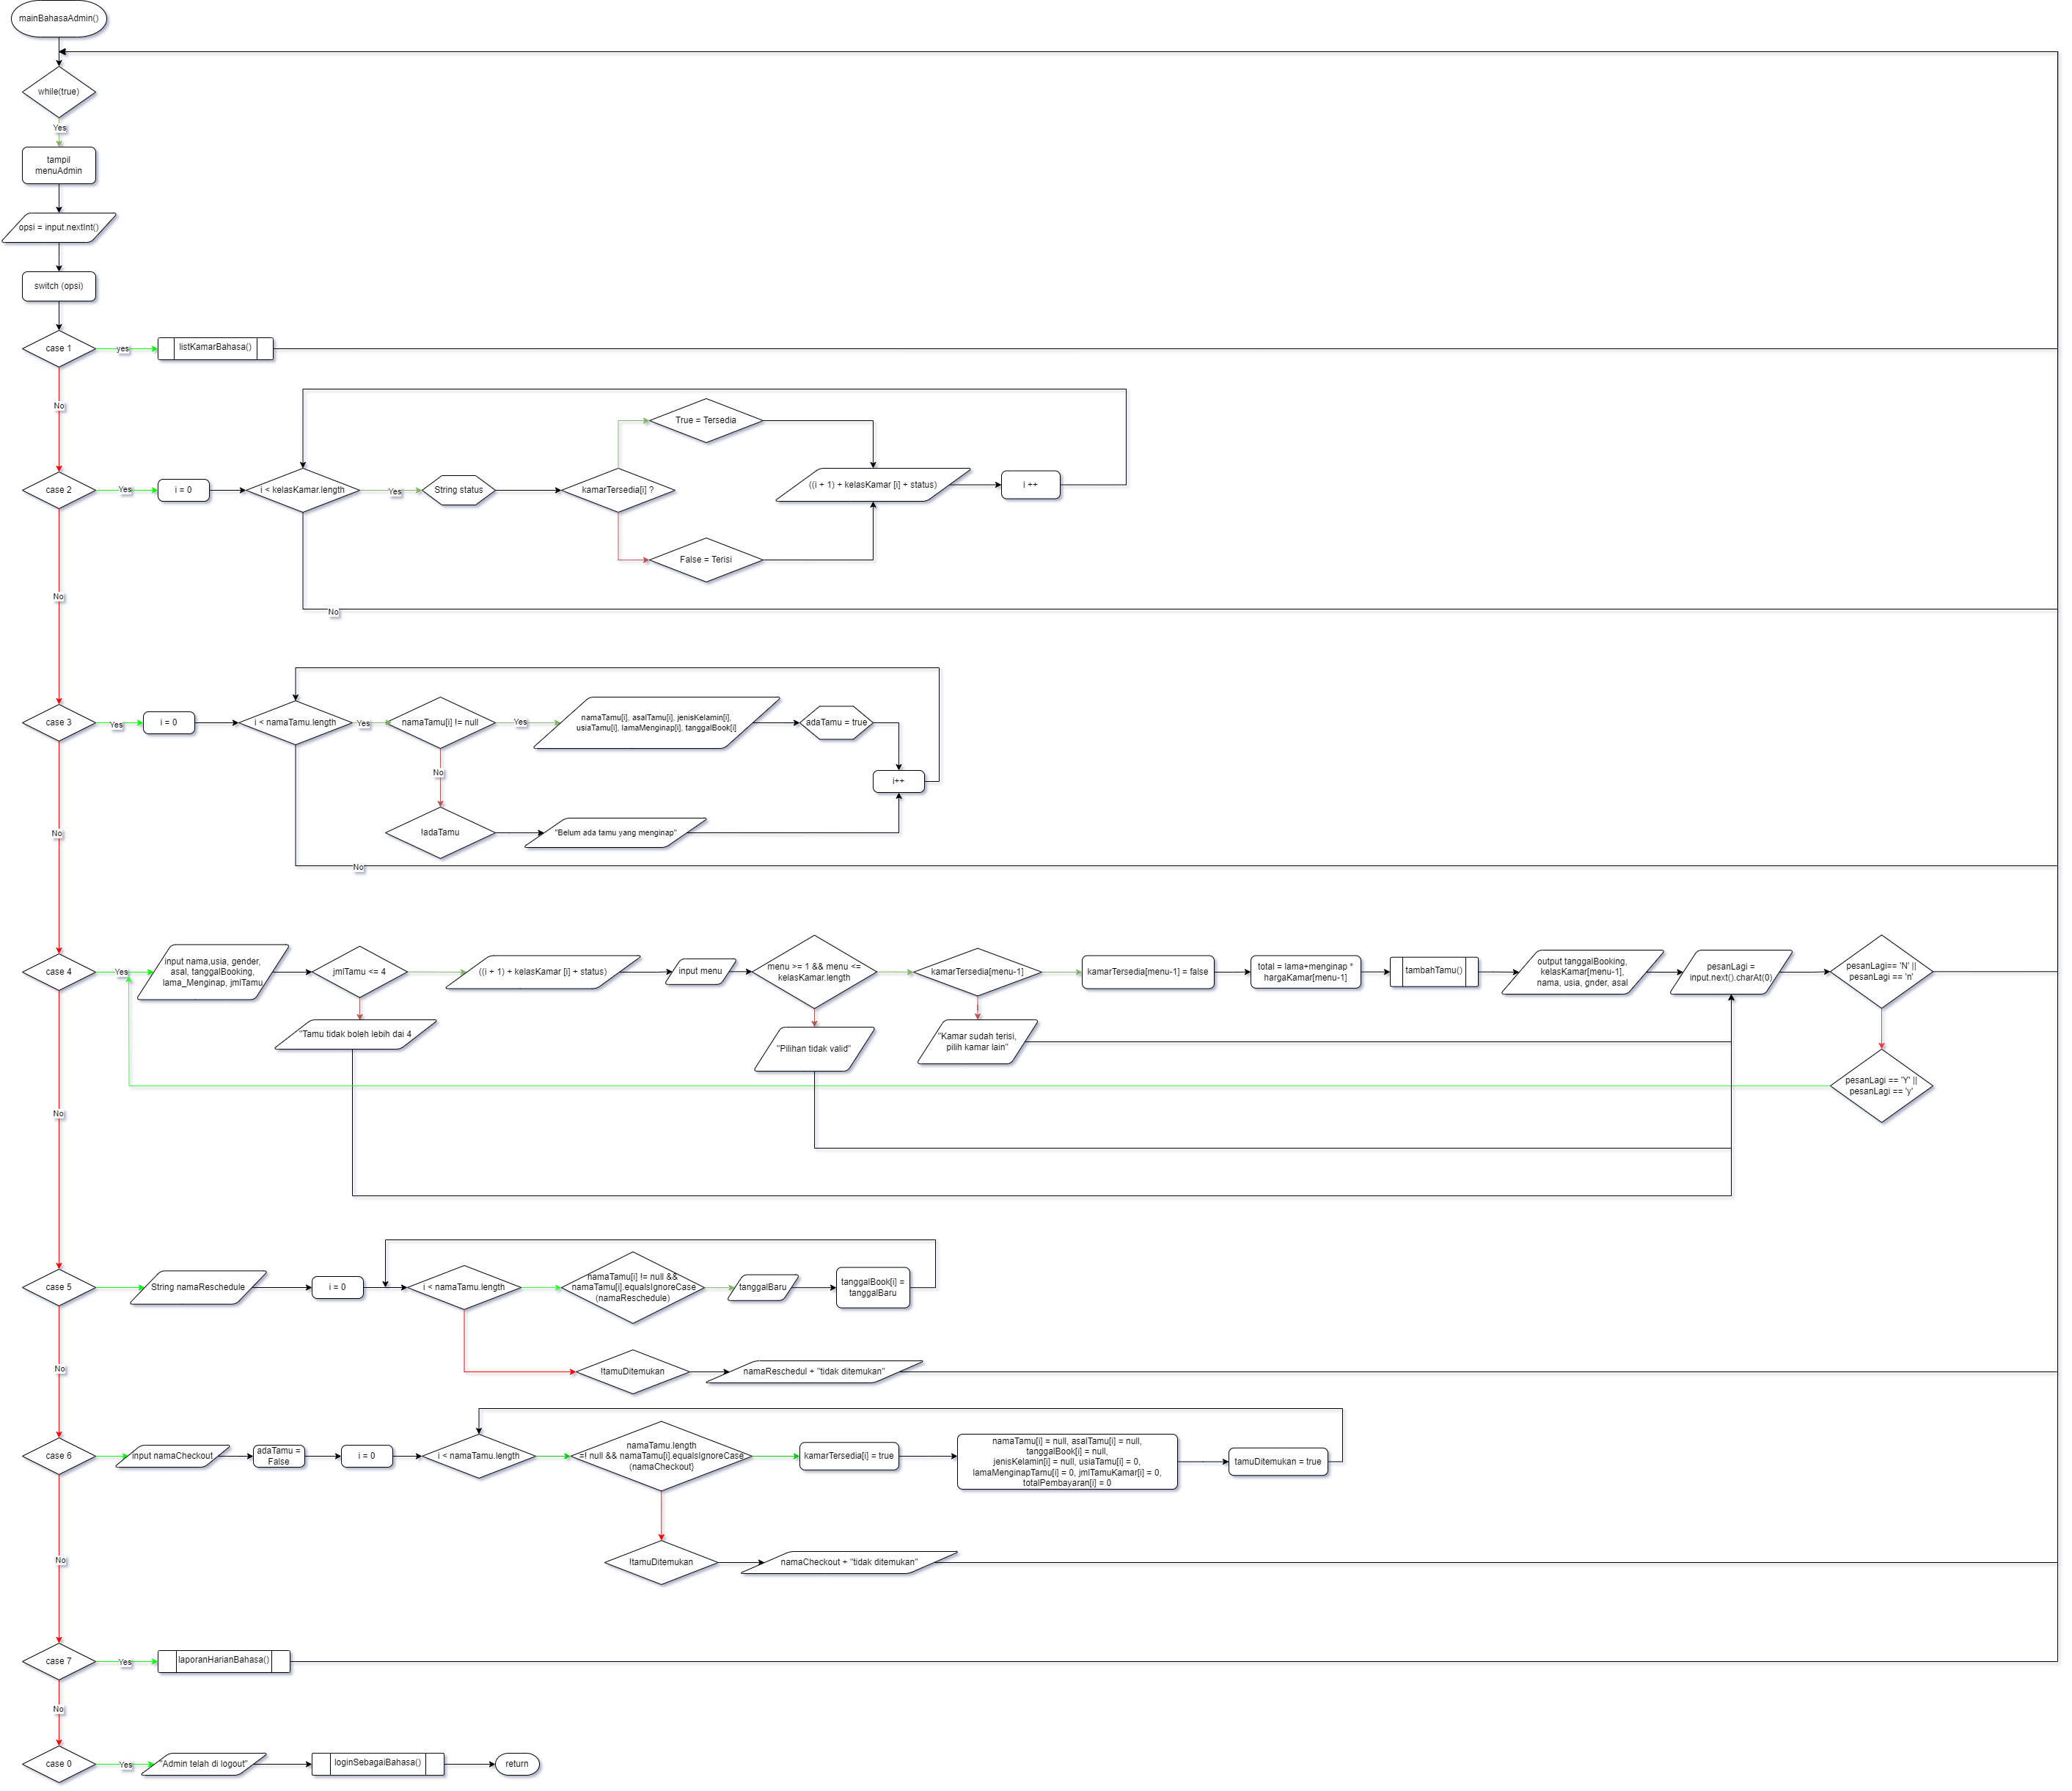 mainBahasaAdmin()
while(true)
Yes
tampil
menuAdmin
opsi = input.nextInt()
switch (opsi)
case 1
yes
listKamarBahasa()
No
True = Tersedia
case 2
Yes
i = 0
i < kelasKamar.length
Yes
String status
kamarTersedia[i] ?
((i + 1) + kelasKamar [i] + status)
i ++
False = Terisi
No
No
case 3
Yes
i = 0
i < namaTamu.length
Yes
namaTamu[i] != null
Yes
namaTamu[i], asalTamu[i], jenisKelamin[i],
usiaTamu[i], lamaMenginap[i], tanggalBook[i]
adaTamu = true
No
i++
!adaTamu
"Belum ada tamu yang menginap"
No
No
case 4
Yes
input nama,usia, gender,
asal, tanggalBooking,
lama_Menginap, jmlTamu
jmlTamu <= 4
((i + 1) + kelasKamar [i] + status)
input menu
menu >= 1 && menu <=
kelasKamar.length
kamarTersedia[menu-1]
kamarTersedia[menu-1] = false
total = lama+menginap *
hargaKamar[menu-1]
tambahTamu()
output tanggalBooking,
kelasKamar[menu-1],
nama, usia, gnder, asal
pesanLagi =
input.next().charAt(0)
pesanLagi== 'N' ||
pesanLagi == 'n'
"Tamu tidak boleh lebih dai 4
"Pilihan tidak valid"
"Kamar sudah terisi,
pilih kamar lain"
pesanLagi == 'Y' ||
pesanLagi == 'y'
No
case 5
String namaReschedule
i = 0
i < namaTamu.length
namaTamu[i] != null &&
namaTamu[i].equalsIgnoreCase
(namaReschedule)
tanggalBaru
tanggalBook[i] =
tanggalBaru
No
!tamuDitemukan
namaReschedul + "tidak ditemukan"
case 6
input namaCheckout
adaTamu =
False
i = 0
i < namaTamu.length
namaTamu.length
=! null && namaTamu[i].equalsIgnoreCase
(namaCheckout}
kamarTersedia[i] = true
namaTamu[i] = null, asalTamu[i] = null,
tanggalBook[i] = null,
jenisKelamin[i] = null, usiaTamu[i] = 0,
lamaMenginapTamu[i] = 0, jmlTamuKamar[i] = 0,
totalPembayaran[i] = 0
tamuDitemukan = true
No
!tamuDitemukan
namaCheckout + "tidak ditemukan"
case 7
Yes
laporanHarianBahasa()
No
case 0
Yes
"Admin telah di logout"
loginSebagaiBahasa()
return